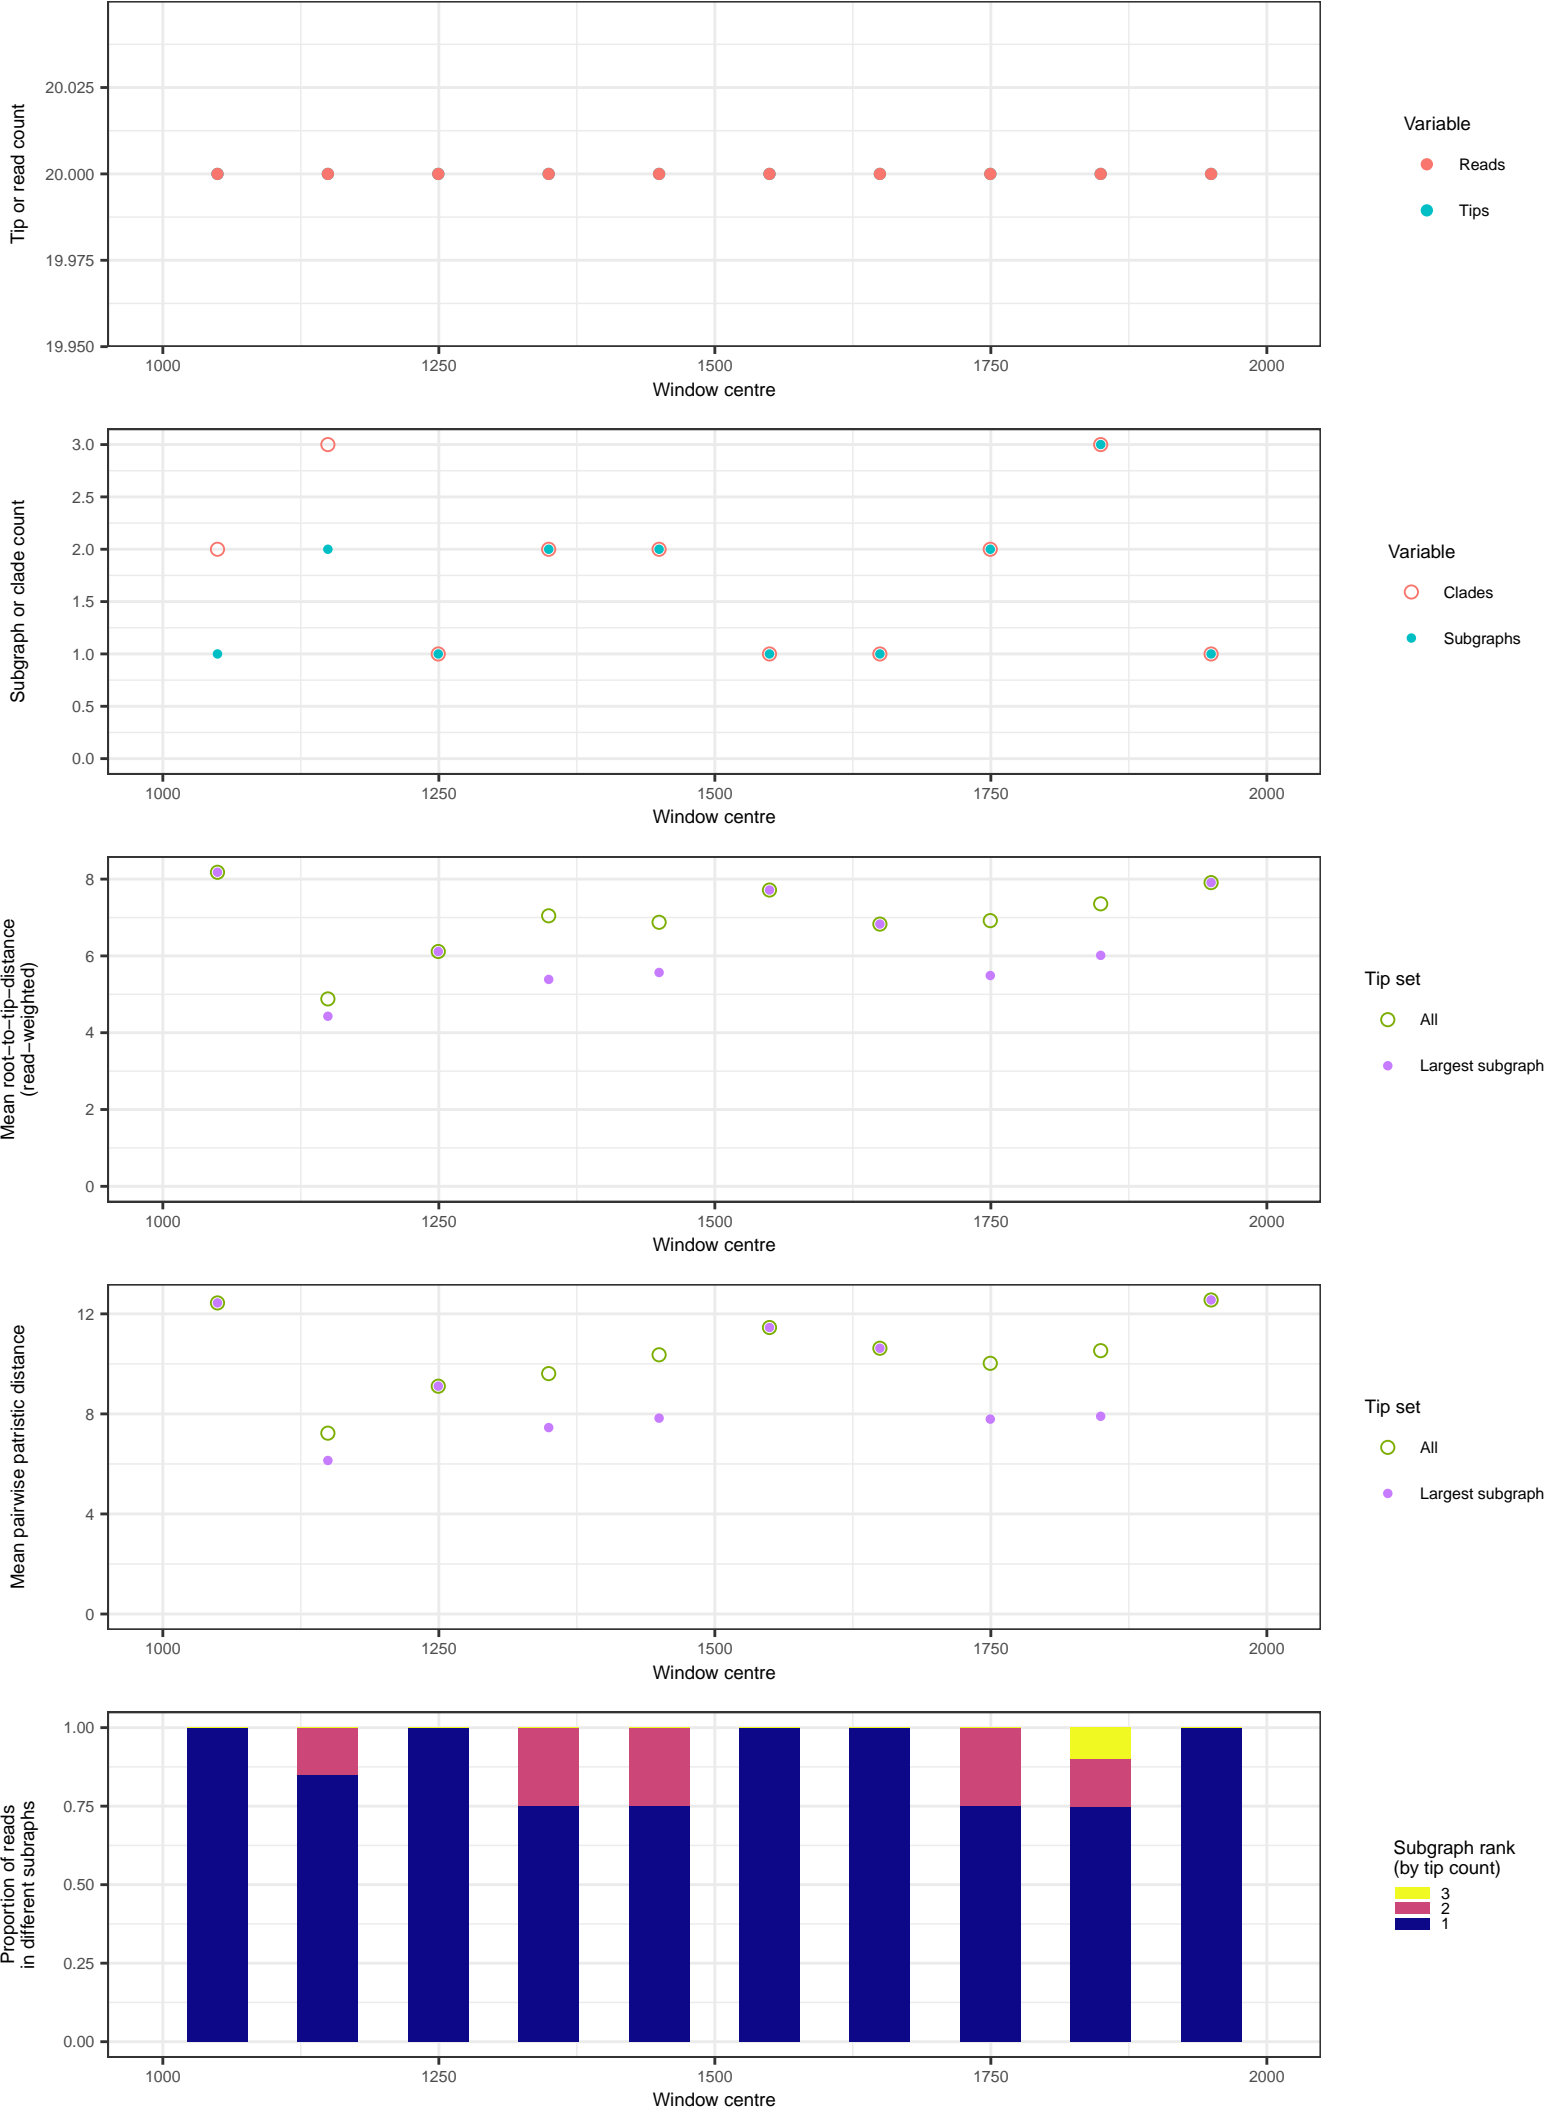 Tip or read count
20.025
20.000
19.975
19.950
1000 1250 1500 1750 2000
Window centre
Variable
Reads
Tips
Subgraph or clade count
3.0
2.5
2.0
1.5
1.0
0.5
0.0
1000 1250 1500 1750 2000
Window centre
Variable
Clades
Subgraphs
Mean root−to−tip−distance
(read−weighted)
8
6
4
2
0
1000 1250 1500 1750 2000
Window centre
Tip set
All
Largest subgraph
Mean pairwise patristic distance
12
8
4
0
1000 1250 1500 1750 2000
Window centre
Tip set
All
Largest subgraph
Proportion of reads
in different subraphs
1.00
0.75
0.50
0.25
0.00
1000 1250 1500 1750 2000
Window centre
Subgraph rank
(by tip count)
3
2
1